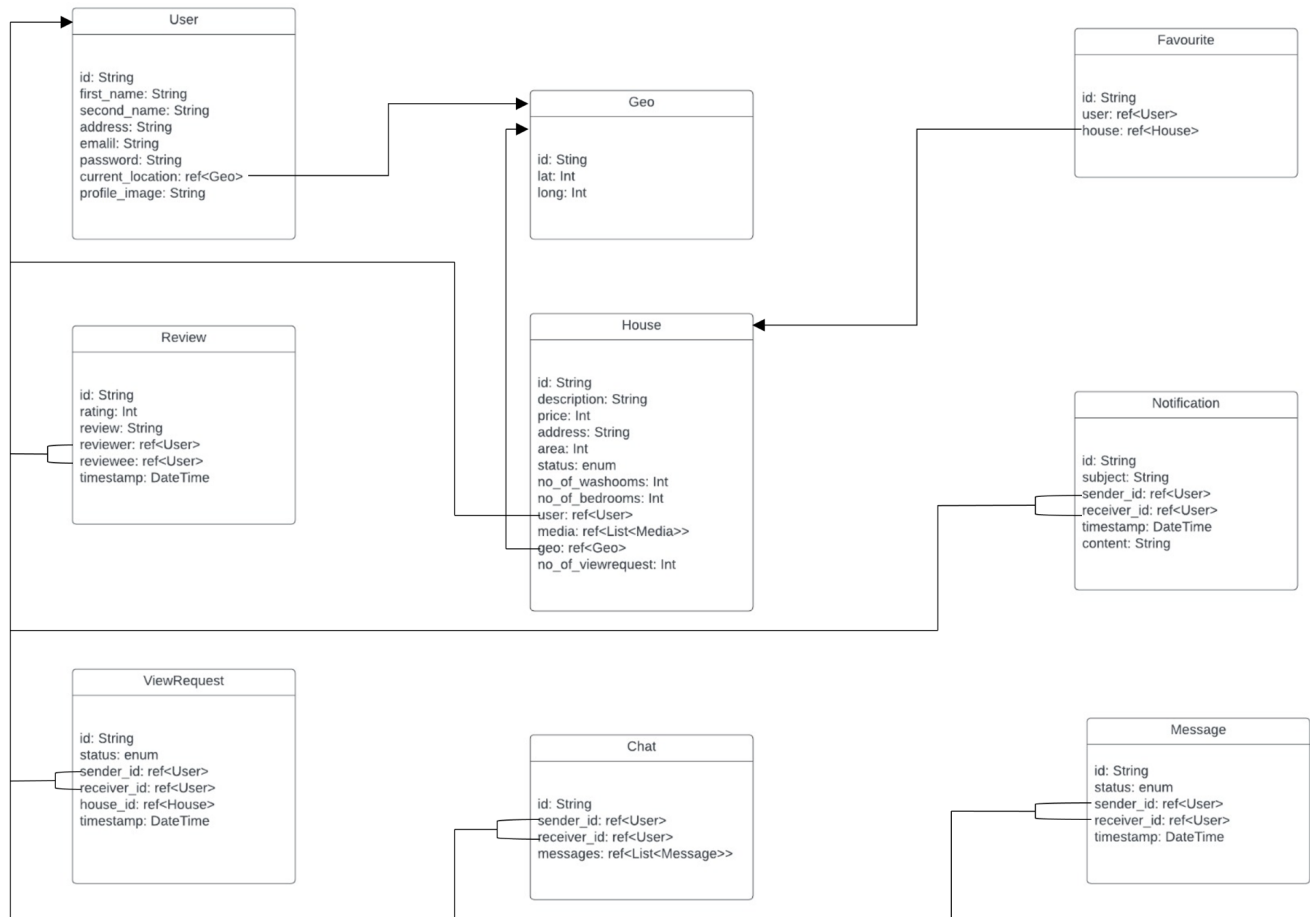 User
id: String
first_name: String
second_name: String
address: String
emalil: String
password: String
current_location: ref<Geo>
profile_image: String
Geo
id: Sting
lat: Int
long: Int
Favourite
id: String
user: ref<User>
house: ref<House>
Review
id: String
rating: Int
review: String
reviewer: ref<User>
reviewee: ref<User>
timestamp: DateTime
House
id: String
description: String
price: Int
address: String
area: Int
status: enum
no_of_washooms: Int
no_of_bedrooms: Int
user: ref<User>
media: ref<List<Media>>
geo: ref<Geo>
no_of_viewrequest: Int
Notification
id: String
subject: String
sender_id: ref<User>
receiver_id: ref<User>
timestamp: DateTime
content: String
ViewRequest
id: String
status: enum
sender_id: ref<User>
receiver_id: ref<User>
house_id: ref<House>
timestamp: DateTime
Chat
id: String
sender_id: ref<User>
receiver_id: ref<User>
messages: ref<List<Message>>
Message
id: String
status: enum
sender_id: ref<User>
receiver_id: ref<User>
timestamp: DateTime